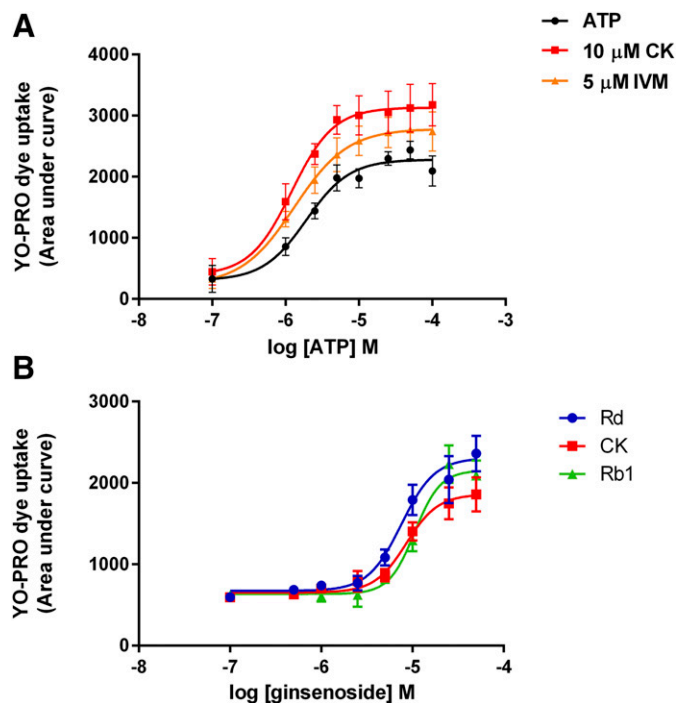 A
ATP
10 μM CK
5 μM IVM
YO-PRO dye uptake
(Area under curve)
4000
3000
2000
1000
0
-8 -7 -6 -5 -4 -3
log [ATP] M
B
Rd
CK
Rb1
YO-PRO dye uptake
(Area under curve)
3000
2000
1000
0
-8 -7 -6 -5 -4 -3
log [ginsenoside] M